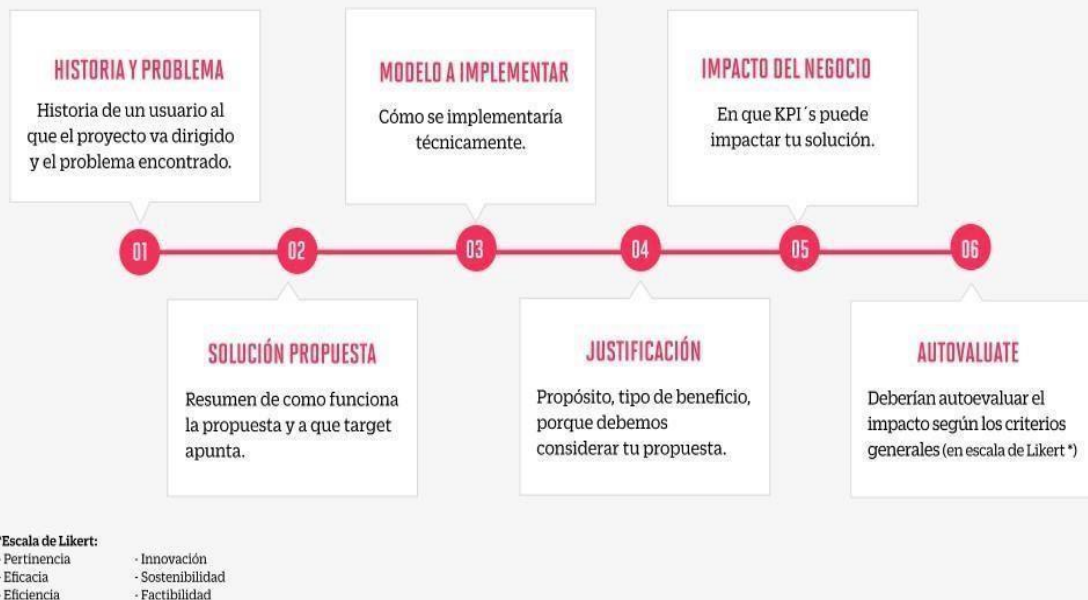 HISTORIA Y PROBLEMA
Historia de un usuario al
que el proyecto va dirigido
y el problema encontrado.
MODELO A IMPLEMENTAR
Cómo se implementaría
técnicamente.
IMPACTO DEL NEGOCIO
En que KPI´s puede
impactar tu solución.
01
02
03
04
05
06
SOLUCIÓN PROPUESTA
Resumen de como funciona
la propuesta y a que target
apunta.
JUSTIFICACIÓN
Propósito, tipo de beneficio,
porque debemos
considerar tu propuesta.
AUTOVALUATE
Deberían autoevaluar el
impacto según los criterios
generales (en escala de Likert *)
*Escala de Likert:
- Pertinencia
- Eficacia
- Eficiencia
- Innovación
- Sostenibilidad
- Factibilidad